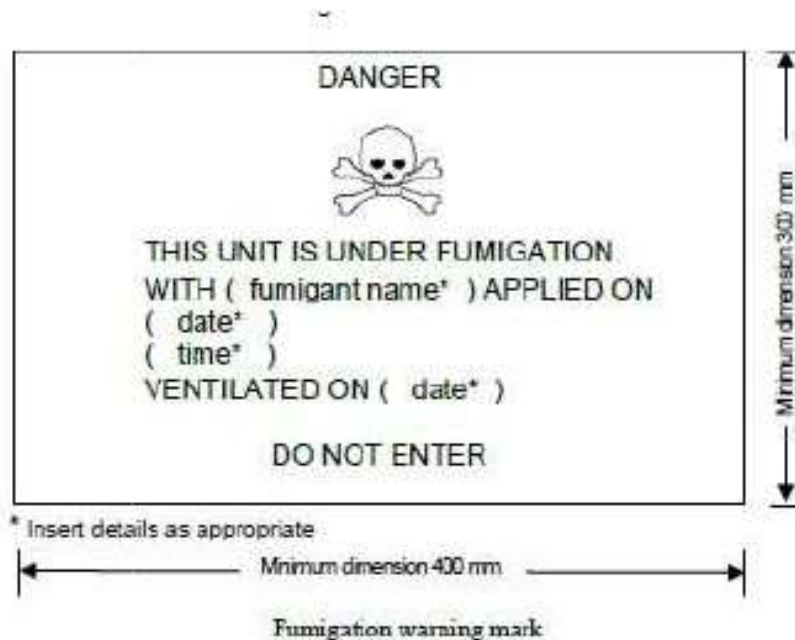 DANGER
THIS UNIT IS UNDER FUMIGATION
WITH ( fumigant name* ) APPLIED ON
( date* )
( time* )
VENTILATED ON ( date* )
DO NOT ENTER
* Insert details as appropriate
Minimum dimension 400 mm
Minimum dimension 300 mm
Fumigation warning mark